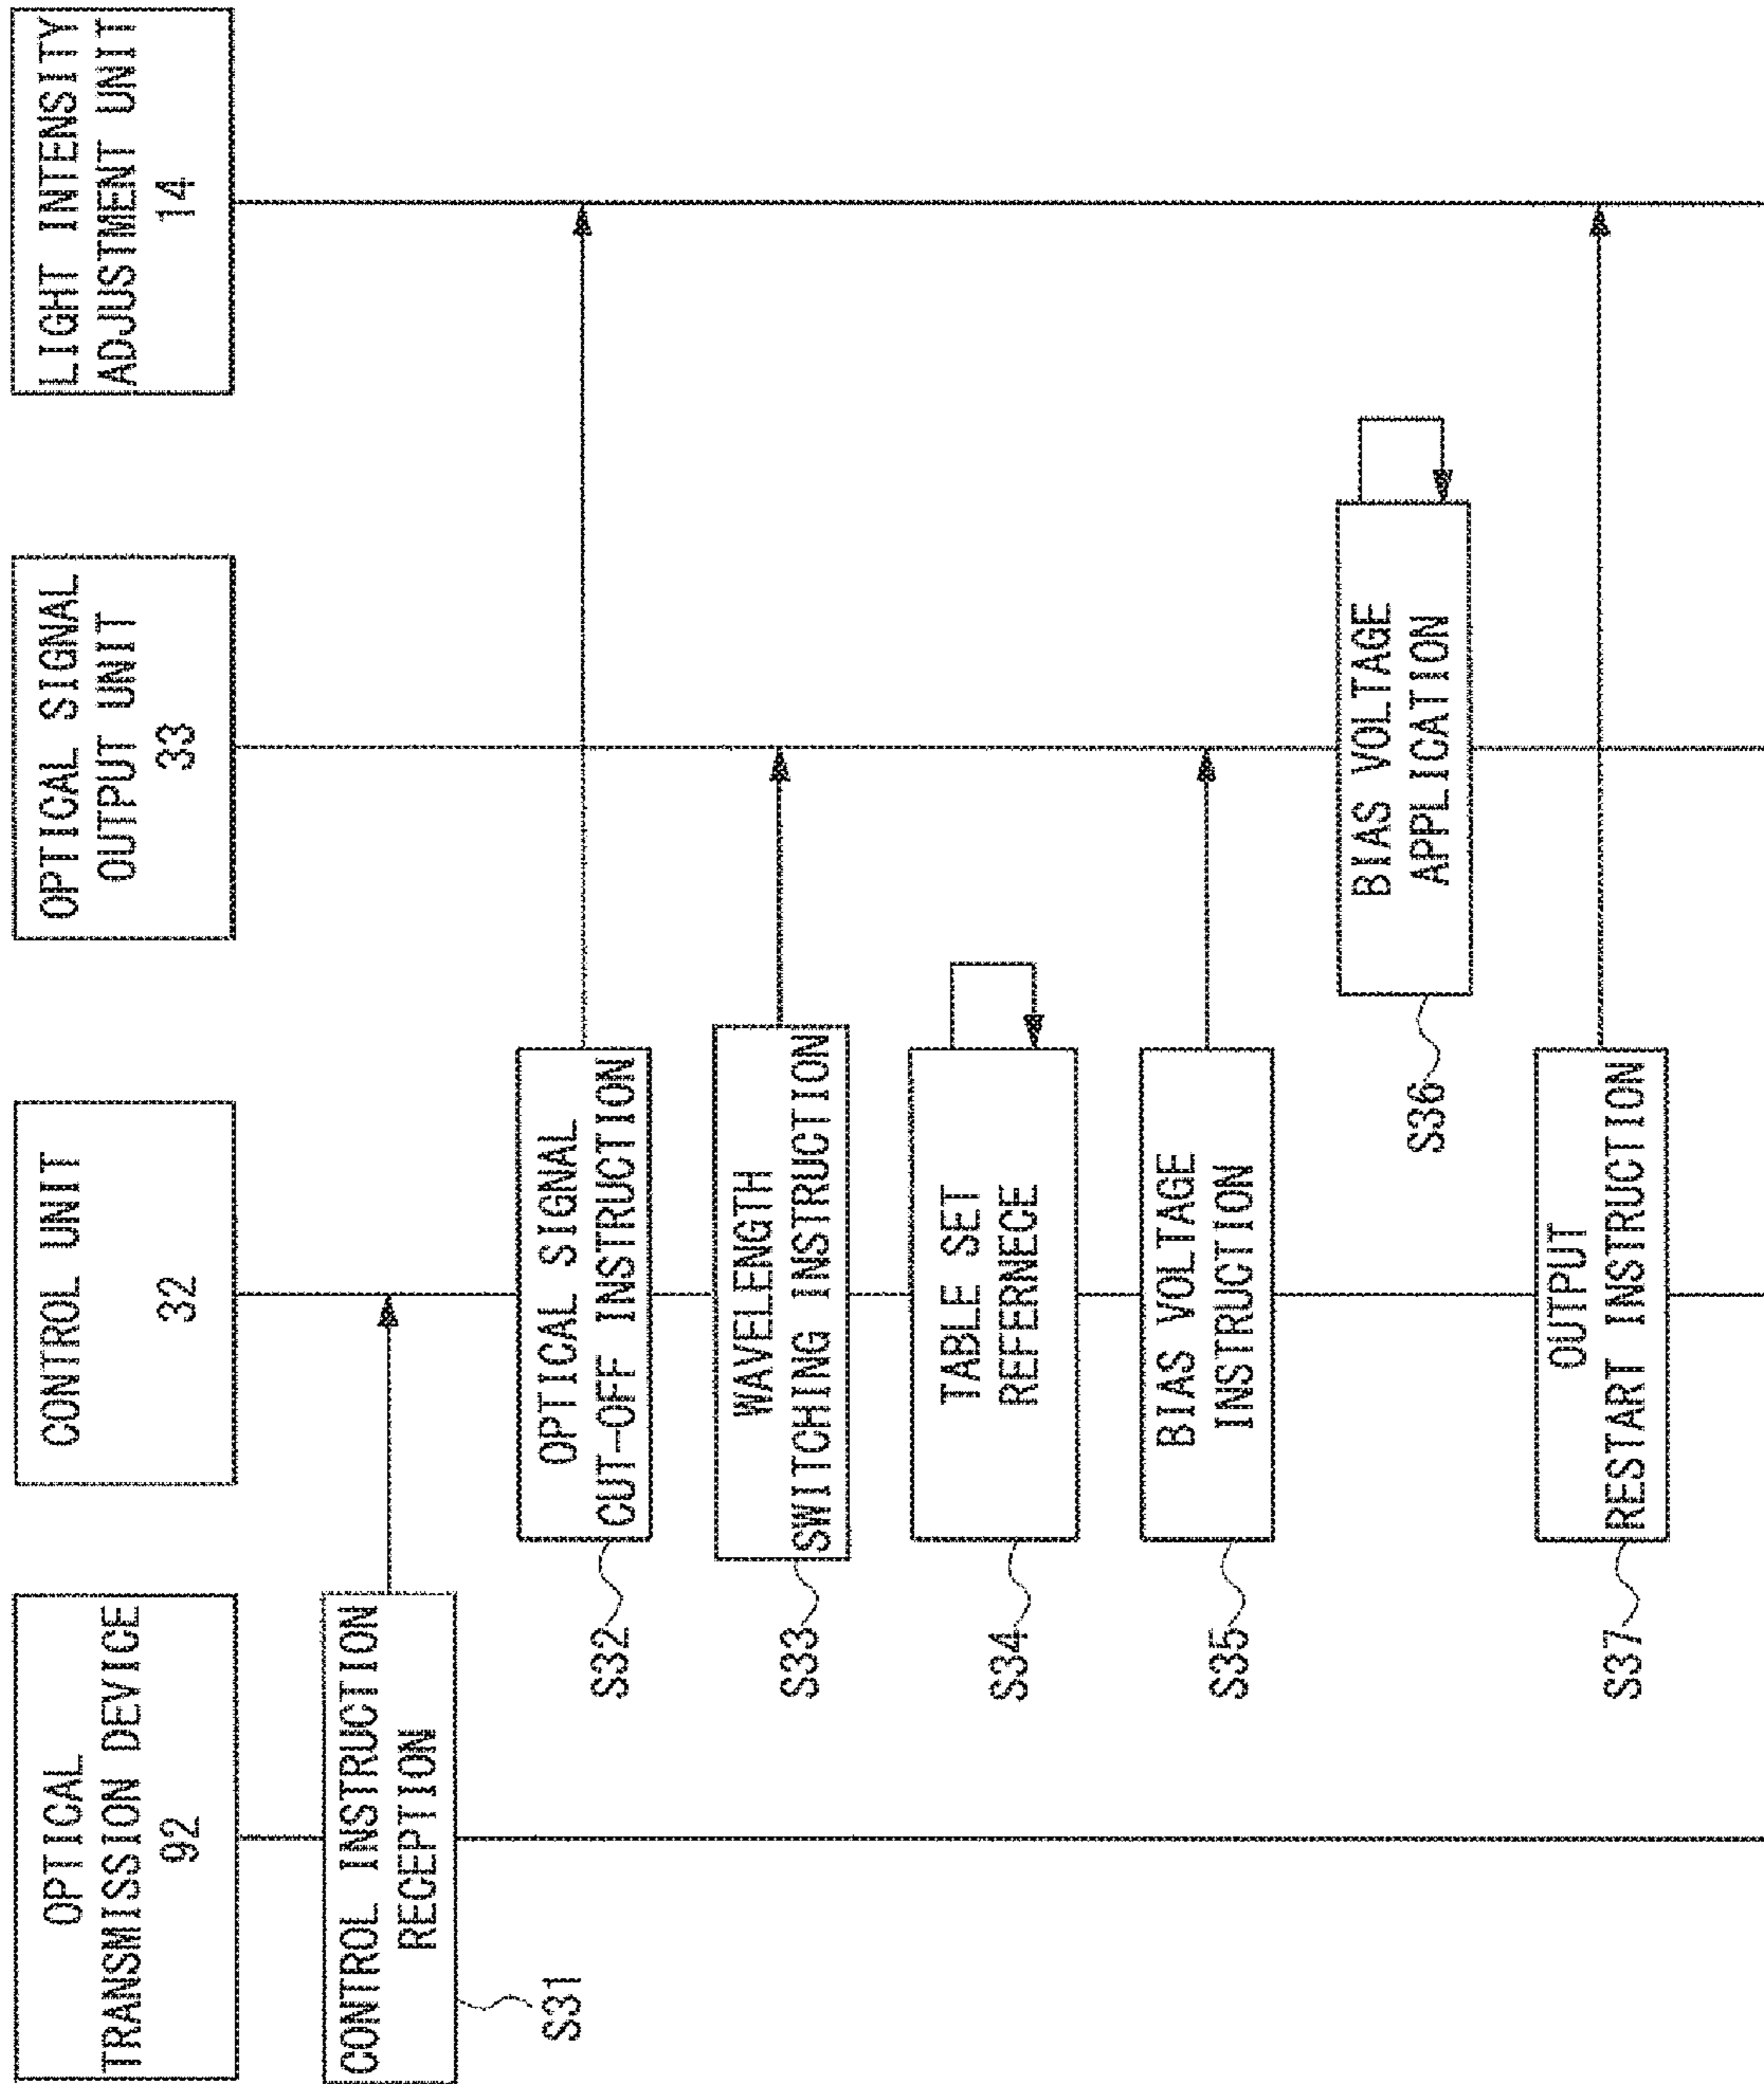 OPTICAL
TRANSMISSION DEVICE
92
CONTROL UNIT
32
OPTICAL SIGNAL
OUTPUT UNIT
33
LIGHT INTENSITY
ADJUSTMENT UNIT
14
CONTROL INSTRUCTION
RECEPTION
S31
OPTICAL SIGNAL
CUT-OFF INSTRUCTION
S32
WAVELENGTH
SWITCHING INSTRUCTION
S33
TABLE SET
REFERNECE
S34
BIAS VOLTAGE
INSTRUCTION
S35
BIAS VOLTAGE
APPLICATION
S36
OUTPUT
RESTART INSTRUCTION
S37